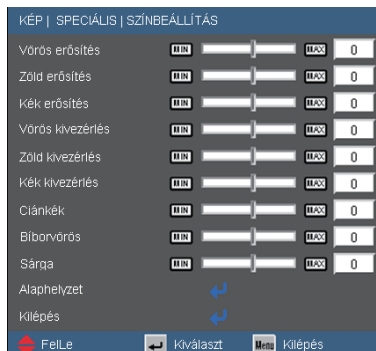 KÉP | SPECIÁLIS | SZÍNBEÁLLÍTÁS
Vörös erősítés MIN MAX 0
Zöld erősítés MIN MAX 0
Kék erősítés MIN MAX 0
Vörös kivezérlés MIN MAX 0
Zöld kivezérlés MIN MAX 0
Kék kivezérlés MIN MAX 0
Ciánkék MIN MAX 0
Bíborvörös MIN MAX 0
Sárga MIN MAX 0
Alaphelyzet
Kilépés
FelLe Kiválaszt Menu Kilépés